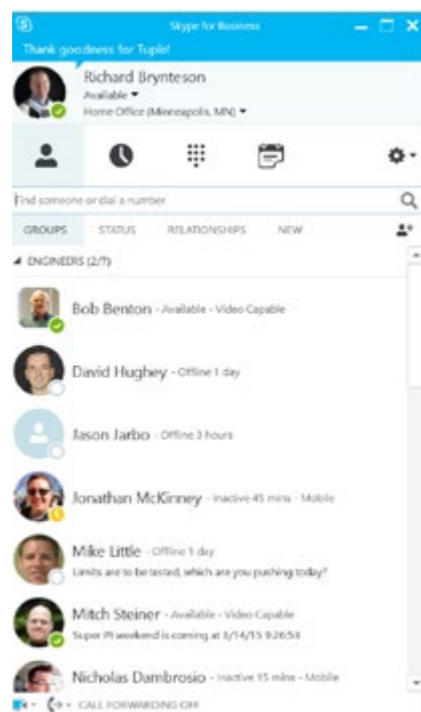 Skype for Business
Thank goodness for Tuple!
Richard Brynteson
Available
Home Office (Minneapolis, MN)
Find someone or dial a number
GROUPS STATUS RELATIONSHIPS NEW
ENGINEERS (2/7)
Bob Benton - Available - Video Capable
David Hughey - Offline 1 day
Jason Jarbo - Offline 3 hours
Jonathan McKinney - Inactive 45 mins - Mobile
Mike Little - Offline 1 day
Limits are to be tested, which are you pushing today?
Mitch Steiner - Available - Video Capable
Super PI weekend is coming at 3/14/15 9:26:53
Nicholas Dambrosio - Inactive 15 mins - Mobile
CALL FORWARDING OFF